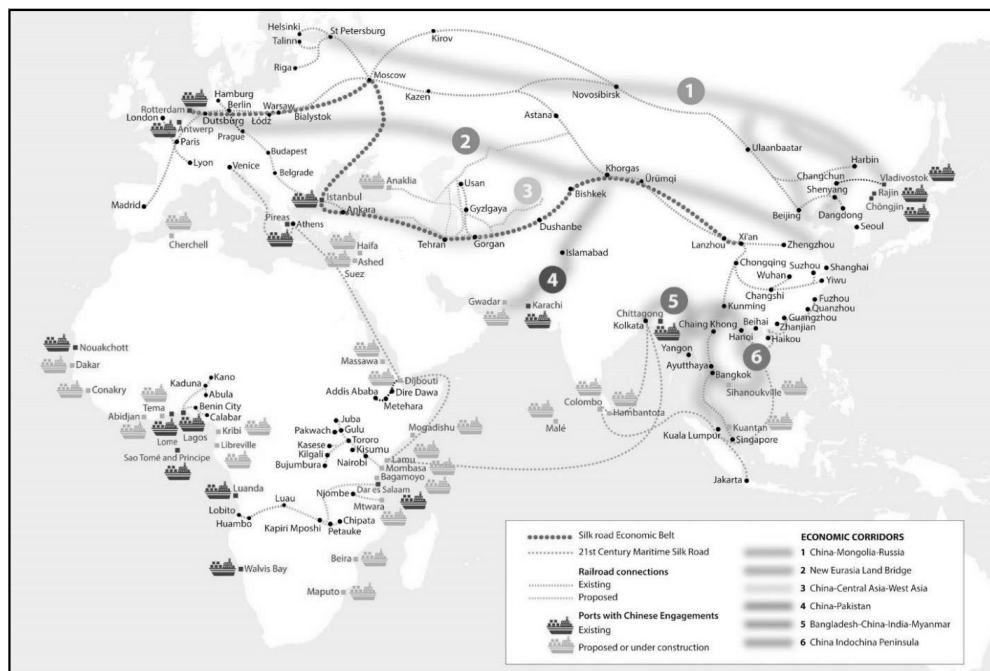 Helsinki
St Petersburg
Talinn
Riga
Kirov
Moscow
Kazen
Novosibirsk
1
Hamburg
Berlin
Rotterdam
Warsaw
London
Dutsburg
Łódz
Bialystok
Antwerp
Prague
Paris
Lyon
Venice
Budapest
Belgrade
Madrid
2
Astana
Ulaanbaatar
Harbin
Changchun
Vladivostok
Shenyang
Rajin
Chŏngjin
Beijing
Dangdong
Seoul
Khorgas
Ürümqi
Anaklia
Usan
3
Bishkek
Istanbul
Ankara
Gyzlgaya
Pireas
Athens
Cherchell
Tehran
Gorgan
Dushanbe
Lanzhou
Xi'an
Zhengzhou
Haifa
Ashed
Suez
Islamabad
4
Chongqing
Wuhan
Suzhou
Shanghai
Yiwu
Changshi
Gwadar
Karachi
Kunming
Fuzhou
Quanzhou
Guangzhou
Zhanjian
5
Chittagong
Kolkata
Chaing Khong
Beihai
Hanoi
Haikou
Yangon
6
Ayutthaya
Bangkok
Sihanoukville
Nouakchott
Dakar
Conakry
Massawa
Djibouti
Addis Ababa
Dire Dawa
Metehara
Kano
Kaduna
Abula
Tema
Benin City
Abidjan
Calabar
Lome
Lagos
Kribi
Libreville
Sao Tomé and Principe
Juba
Pakwach
Gulu
Mogadishu
Kasese
Tororo
Kilgali
Kisumu
Bujumbura
Nairobi
Lamu
Mombasa
Bagamoyo
Dar es Salaam
Njombe
Mtwara
Colombo
Hambantota
Malé
Kuantan
Kuala Lumpur
Singapore
Jakarta
Luanda
Lobito
Luau
Huambo
Kapiri Mposhi
Chipata
Petauke
Walvis Bay
Beira
Maputo
Silk road Economic Belt
21st Century Maritime Silk Road
Railroad connections
Existing
Proposed
Ports with Chinese Engagements
Existing
Proposed or under construction
ECONOMIC CORRIDORS
1 China-Mongolia-Russia
2 New Eurasia Land Bridge
3 China-Central Asia-West Asia
4 China-Pakistan
5 Bangladesh-China-India-Myanmar
6 China Indochina Peninsula